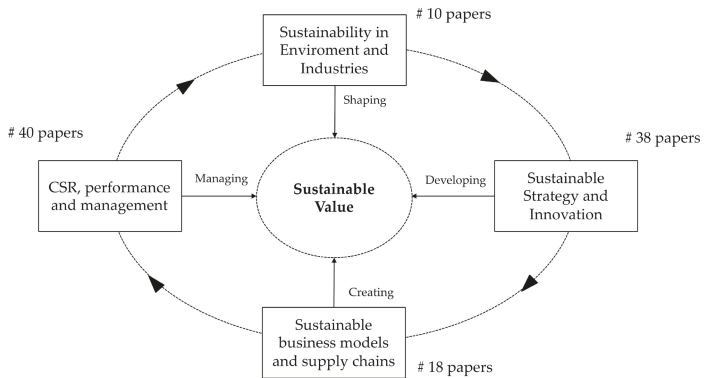 # 10 papers
Sustainability in
Enviroment and
Industries
Shaping
# 40 papers
# 38 papers
CSR, performance
and management
Managing
Sustainable
Value
Developing
Sustainable
Strategy and
Innovation
Creating
Sustainable
business models
and supply chains
# 18 papers